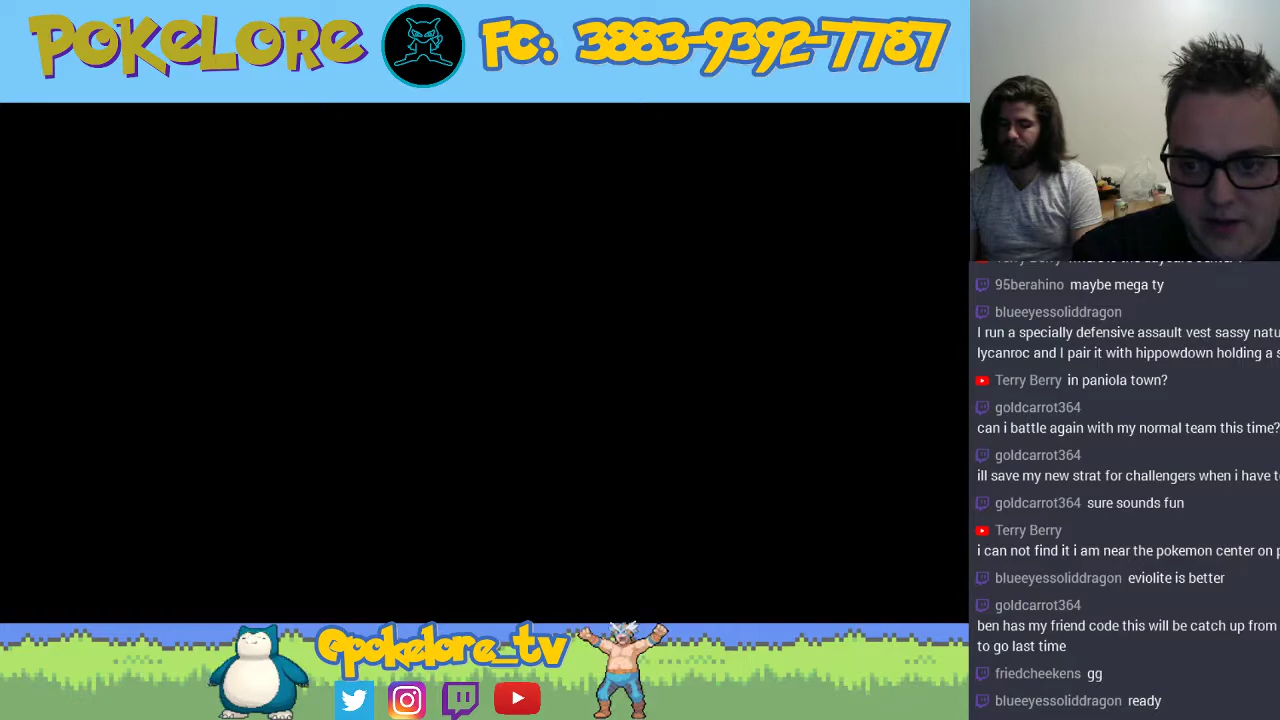 POKELORE FC: 3883-9392-7787
95berahino maybe mega ty
blueeyessoliddragon
I run a specially defensive assault vest sassy natu
lycanroc and I pair it with hippowdown holding a s
Terry Berry in paniola town?
goldcarrot364
can i battle again with my normal team this time?
goldcarrot364
ill save my new strat for challengers when i have t
goldcarrot364 sure sounds fun
Terry Berry
i can not find it i am near the pokemon center on p
blueeyessoliddragon eviolite is better
goldcarrot364
ben has my friend code this will be catch up from
to go last time
friedcheekens gg
blueeyessoliddragon ready
@pokelore_tv